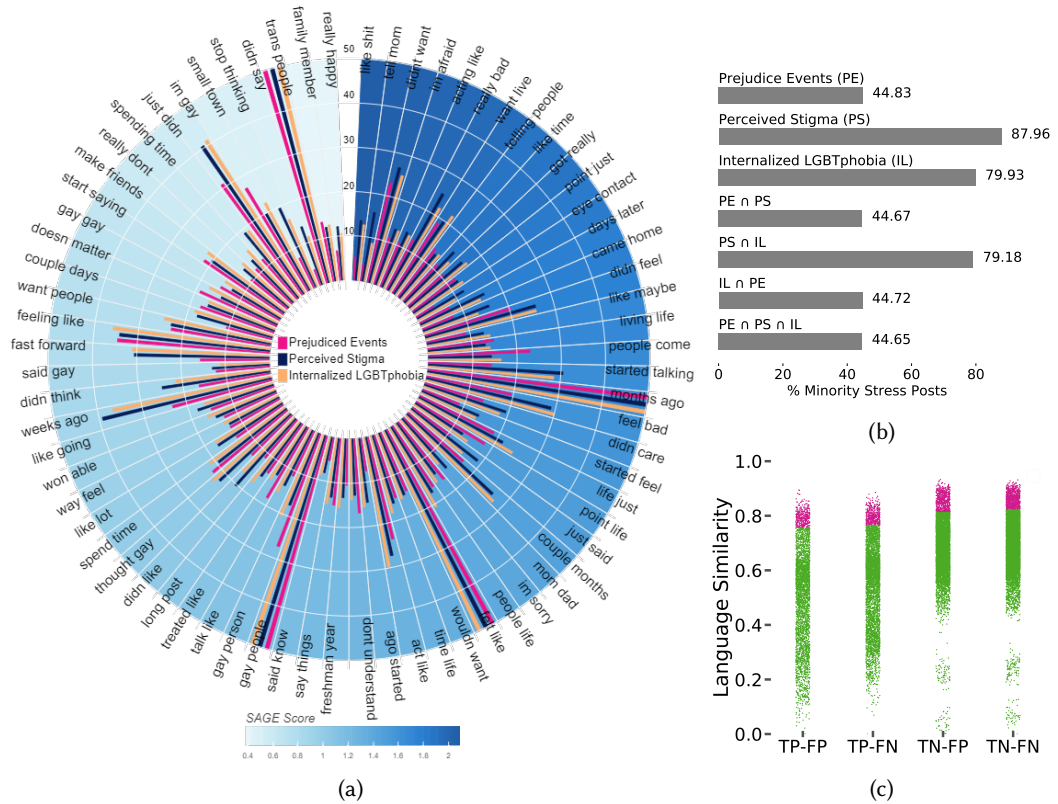 like shit
tell mom
didnt want
im afraid
acting like
really bad
want live
telling people
like time
got really
point just
eye contact
days later
came home
didn feel
like maybe
living life
people come
started talking
months ago
feel bad
didn care
started feel
life just
point life
just said
couple months
mom dad
im sorry
people life
felt like
wouldn want
time life
act like
ago started
dont understand
freshman year
say things
said know
gay people
gay person
talk like
treated like
long post
didn like
thought gay
spend time
like lot
way feel
won able
like going
weeks ago
didn think
said gay
fast forward
feeling like
want people
couple days
doesn matter
gay gay
start saying
make friends
really dont
spending time
just didn
im gay
small town
stop thinking
didn say
trans people
family member
really happy
50
40
30
20
10
Prejudiced Events
Perceived Stigma
Internalized LGBTphobia
SAGE Score
0.4 0.6 0.8 1 1.2 1.4 1.6 1.8 2
(a)
Prejudice Events (PE)
44.83
Perceived Stigma (PS)
87.96
Internalized LGBTphobia (IL)
79.93
PE ∩ PS
44.67
PS ∩ IL
79.18
IL ∩ PE
44.72
PE ∩ PS ∩ IL
44.65
0 20 40 60 80
% Minority Stress Posts
(b)
Language Similarity
1.0
0.8
0.6
0.4
0.2
0.0
TP-FP TP-FN TN-FP TN-FN
(c)